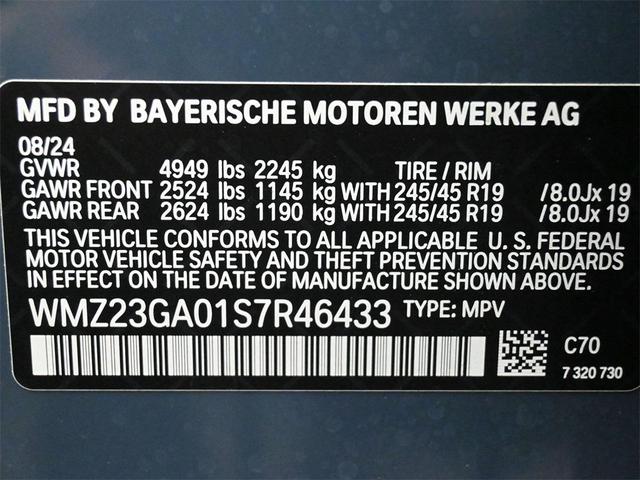 MFD BY BAYERISCHE MOTOREN WERKE AG
08/24
GVWR 4949 lbs 2245 kg TIRE / RIM
GAWR FRONT 2524 lbs 1145 kg WITH 245/45 R19 /8.0Jx 19
GAWR REAR 2624 lbs 1190 kg WITH 245/45 R19 /8.0Jx 19
THIS VEHICLE CONFORMS TO ALL APPLICABLE U. S. FEDERAL
MOTOR VEHICLE SAFETY AND THEFT PREVENTION STANDARDS
IN EFFECT ON THE DATE OF MANUFACTURE SHOWN ABOVE.
WMZ23GA01S7R46433 TYPE: MPV
C70
7 320 730